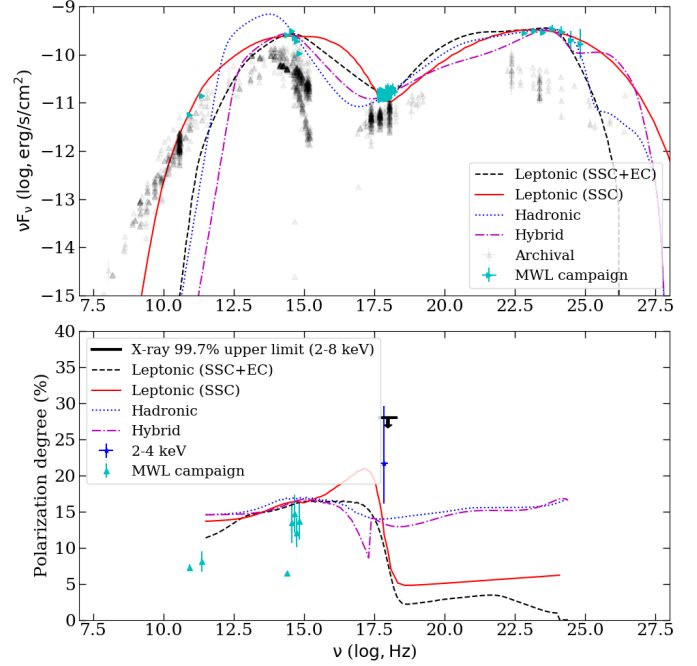 −9
−10
−11
−12
−13
−14
−15
νFν (log, erg/s/cm²)
Leptonic (SSC+EC)
Leptonic (SSC)
Hadronic
Hybrid
Archival
MWL campaign
7.5 10.0 12.5 15.0 17.5 20.0 22.5 25.0 27.5
40
35
30
25
20
15
10
5
0
Polarization degree (%)
X-ray 99.7% upper limit (2-8 keV)
Leptonic (SSC+EC)
Leptonic (SSC)
Hadronic
Hybrid
2-4 keV
MWL campaign
7.5 10.0 12.5 15.0 17.5 20.0 22.5 25.0 27.5
ν (log, Hz)